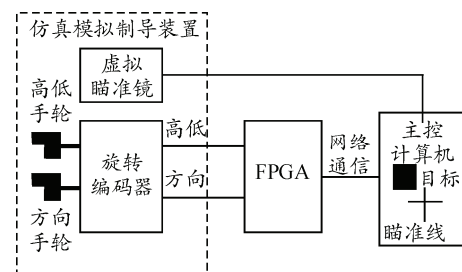 仿真模拟制导装置
虚拟
瞄准镜
高低
手轮
旋转
编码器
方向
手轮
高低
方向
FPGA
网络
通信
主控
计算机
目标
瞄准线